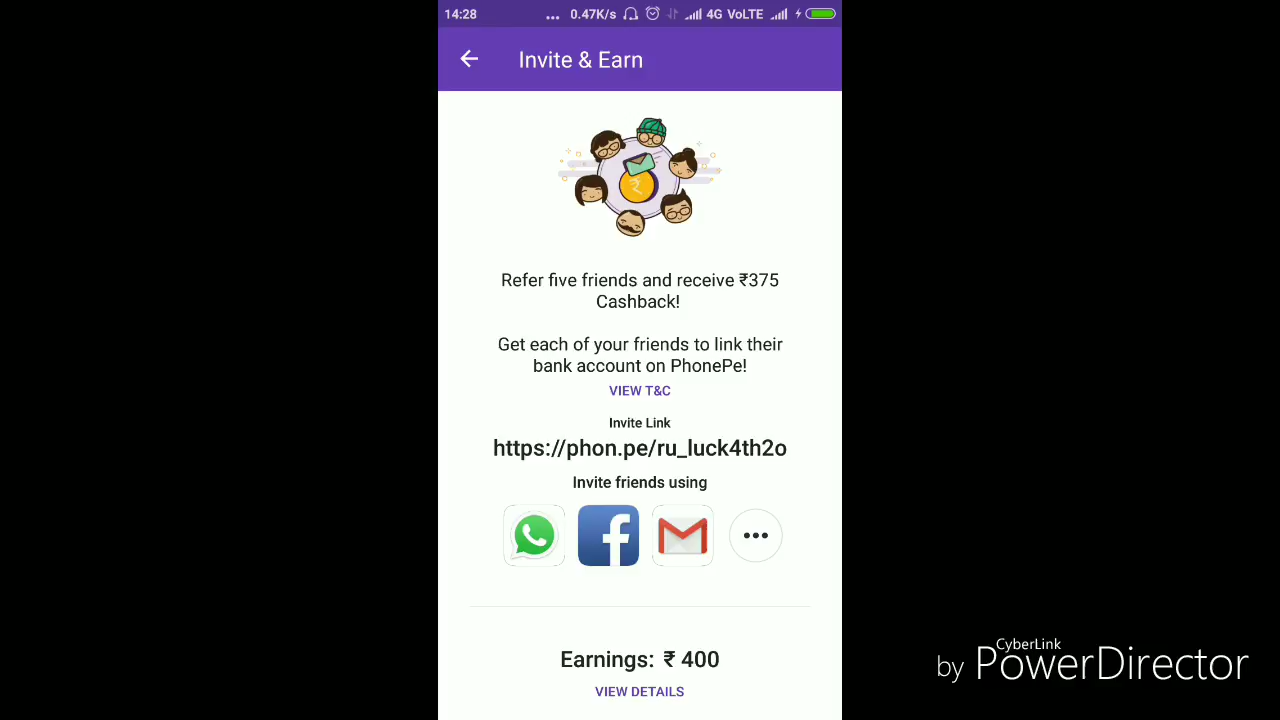 14:28 ... 0.47K/s 4G VoLTE
Invite & Earn
₹
Refer five friends and receive ₹375
Cashback!
Get each of your friends to link their
bank account on PhonePe!
VIEW T&C
Invite Link
https://phon.pe/ru_luck4th2o
Invite friends using
Earnings: ₹ 400
VIEW DETAILS
CyberLink
by PowerDirector